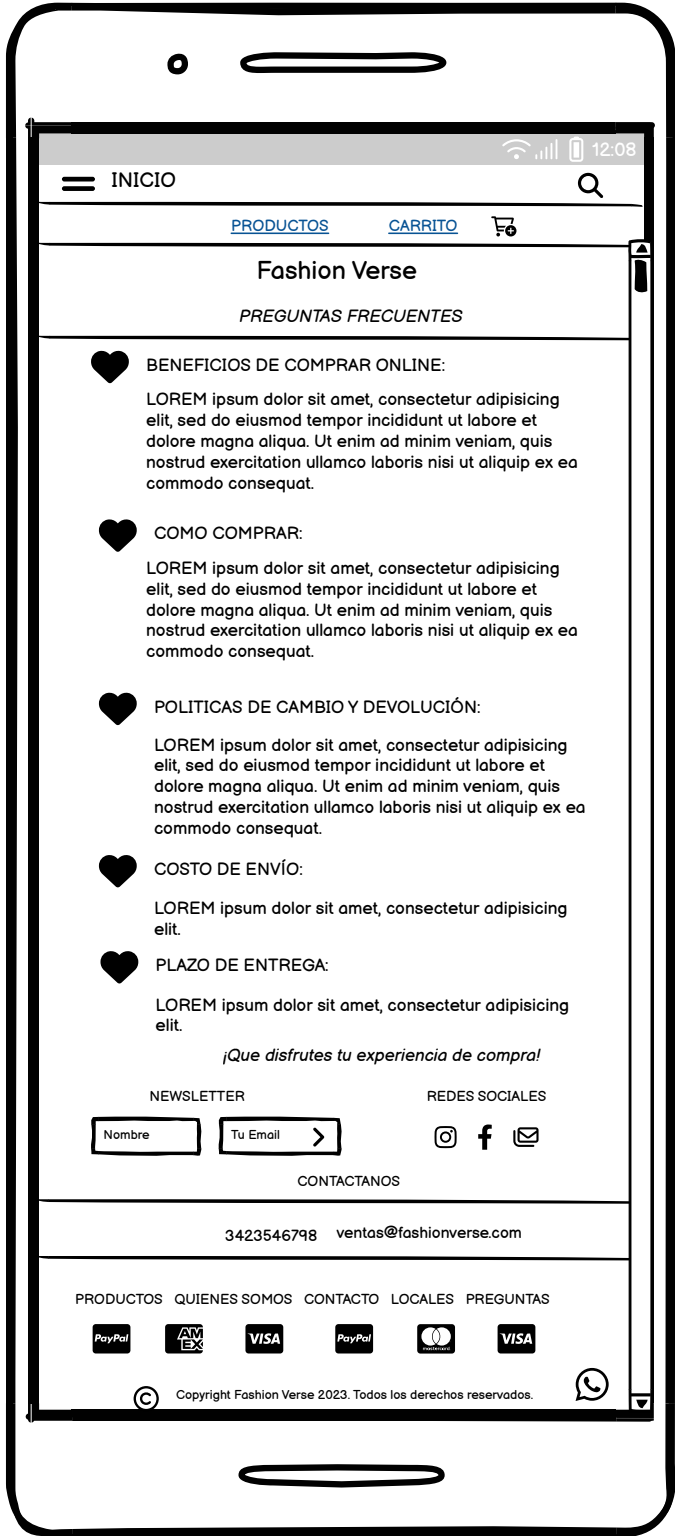 12:08
INICIO
PRODUCTOS CARRITO
Fashion Verse
PREGUNTAS FRECUENTES
BENEFICIOS DE COMPRAR ONLINE:
LOREM ipsum dolor sit amet, consectetur adipisicing
elit, sed do eiusmod tempor incididunt ut labore et
dolore magna aliqua. Ut enim ad minim veniam, quis
nostrud exercitation ullamco laboris nisi ut aliquip ex ea
commodo consequat.
COMO COMPRAR:
LOREM ipsum dolor sit amet, consectetur adipisicing
elit, sed do eiusmod tempor incididunt ut labore et
dolore magna aliqua. Ut enim ad minim veniam, quis
nostrud exercitation ullamco laboris nisi ut aliquip ex ea
commodo consequat.
POLITICAS DE CAMBIO Y DEVOLUCIÓN:
LOREM ipsum dolor sit amet, consectetur adipisicing
elit, sed do eiusmod tempor incididunt ut labore et
dolore magna aliqua. Ut enim ad minim veniam, quis
nostrud exercitation ullamco laboris nisi ut aliquip ex ea
commodo consequat.
COSTO DE ENVÍO:
LOREM ipsum dolor sit amet, consectetur adipisicing
elit.
PLAZO DE ENTREGA:
LOREM ipsum dolor sit amet, consectetur adipisicing
elit.
¡Que disfrutes tu experiencia de compra!
NEWSLETTER REDES SOCIALES
Nombre Tu Email
CONTACTANOS
3423546798 ventas@fashionverse.com
PRODUCTOS QUIENES SOMOS CONTACTO LOCALES PREGUNTAS
PayPal AMEX VISA PayPal mastercard VISA
© Copyright Fashion Verse 2023. Todos los derechos reservados.